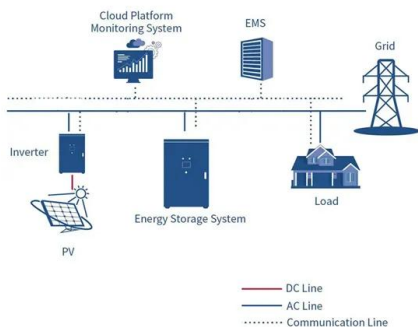 Cloud Platform
Monitoring System
EMS
Grid
Inverter
Energy Storage System
Load
PV
DC Line
AC Line
Communication Line